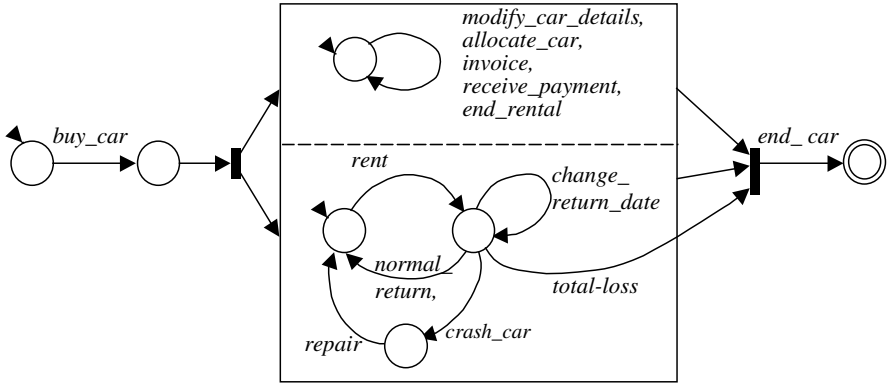 modify_car_details,
allocate_car,
invoice,
receive_payment,
end_rental
buy_car
end_ car
rent
change_
return_date
normal_
return,
total-loss
crash_car
repair